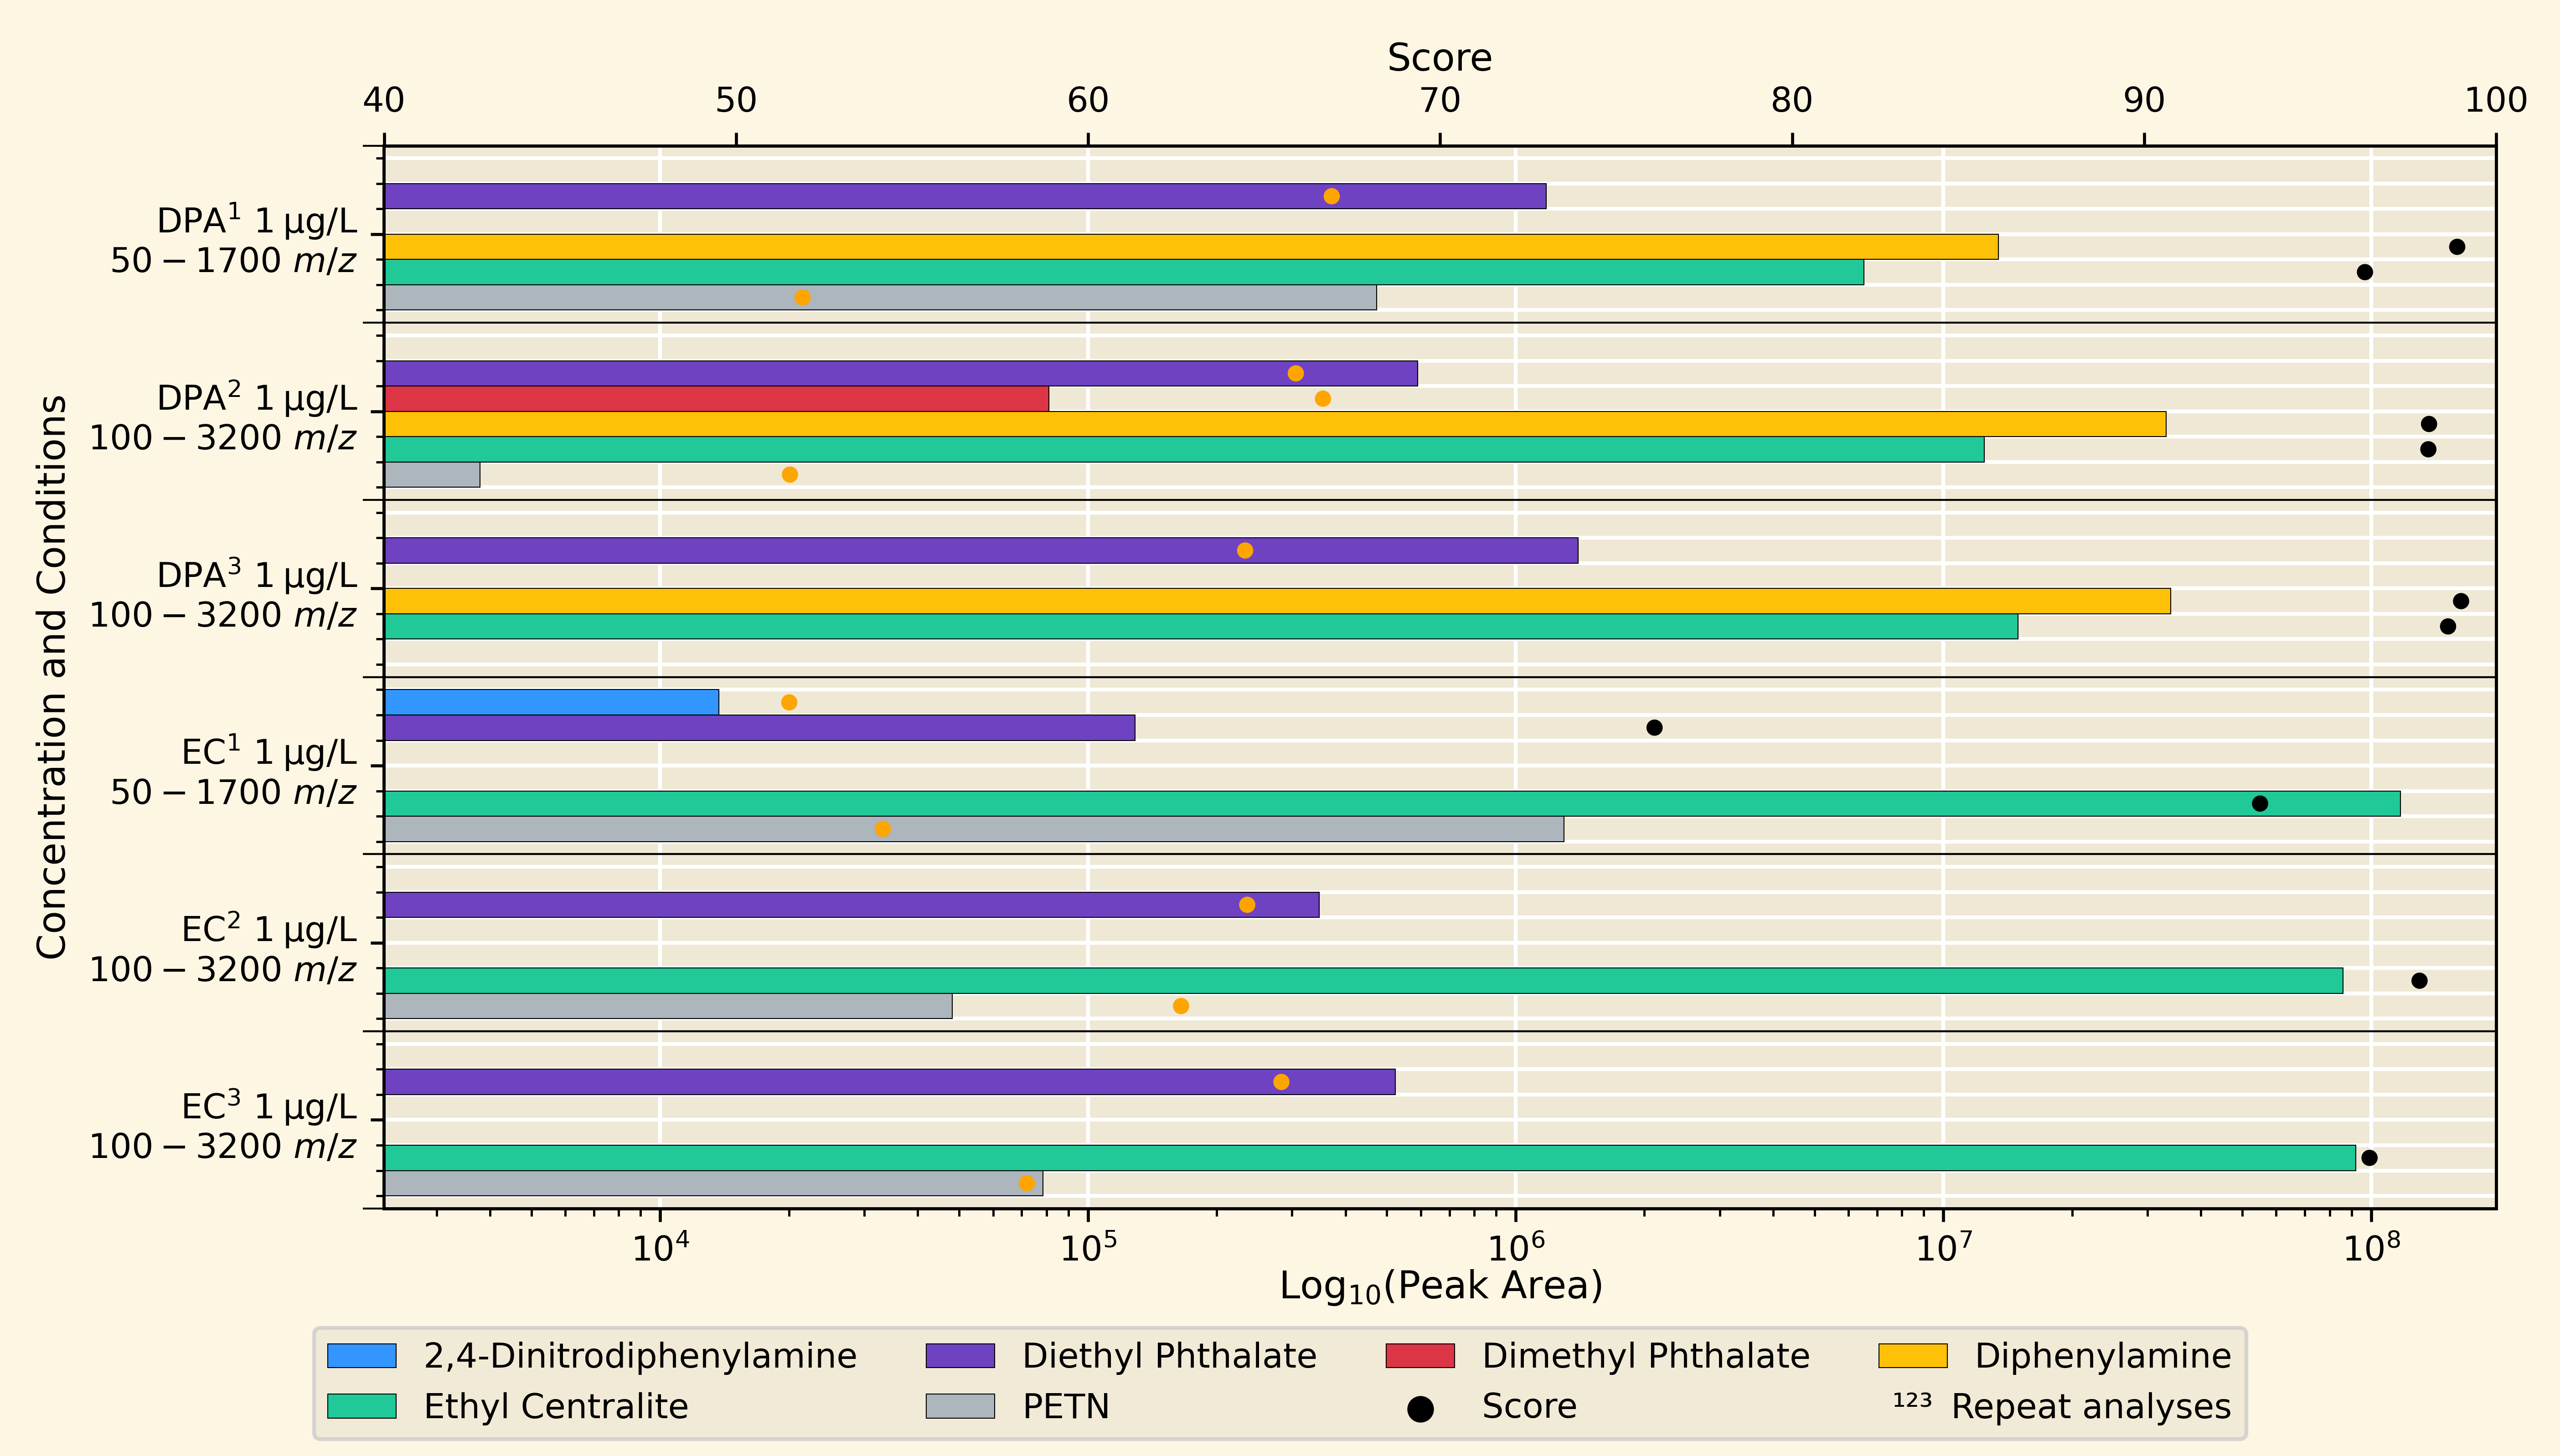 Score
40 50 60 70 80 90 100
DPA¹ 1 µg/L
50 – 1700 m/z
DPA² 1 µg/L
100 – 3200 m/z
DPA³ 1 µg/L
100 – 3200 m/z
EC¹ 1 µg/L
50 – 1700 m/z
EC² 1 µg/L
100 – 3200 m/z
EC³ 1 µg/L
100 – 3200 m/z
Concentration and Conditions
10⁴ 10⁵ 10⁶ 10⁷ 10⁸
Log₁₀(Peak Area)
2,4-Dinitrodiphenylamine Diethyl Phthalate Dimethyl Phthalate Diphenylamine
Ethyl Centralite PETN Score ¹²³ Repeat analyses